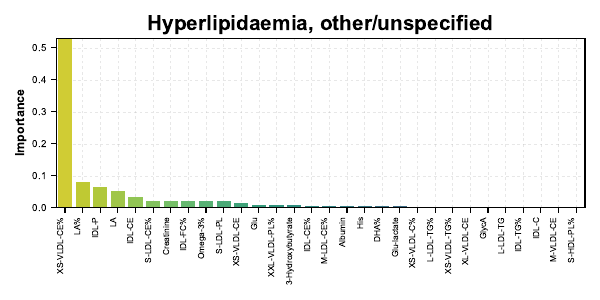 Hyperlipidaemia, other/unspecified
0.5
0.4
0.3
0.2
0.1
0.0
Importance
XS-VLDL-CE%
LA%
IDL-P
LA
IDL-CE
S-LDL-CE%
Creatinine
IDL-FC%
Omega-3%
S-LDL-PL
XS-VLDL-CE
Glu
XXL-VLDL-PL%
3-Hydroxybutyrate
IDL-CE%
M-LDL-CE%
Albumin
His
DHA%
Glu-lactate
XS-VLDL-C%
L-LDL-TG%
XS-VLDL-TG%
XL-VLDL-CE
GlycA
L-LDL-TG
IDL-TG%
IDL-C
M-VLDL-CE
S-HDL-PL%